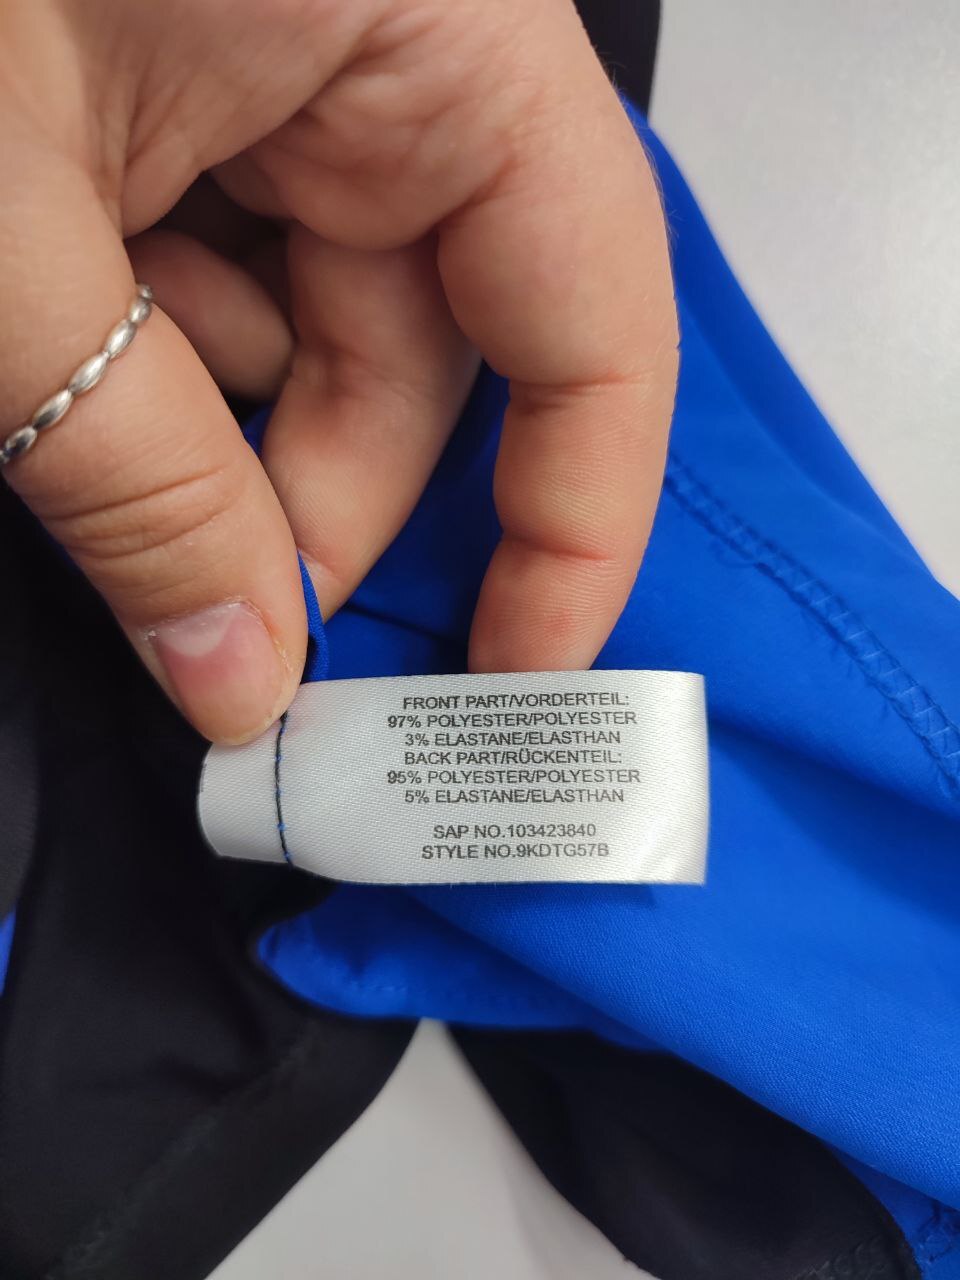 FRONT PART/VORDERTEIL:
97% POLYESTER/POLYESTER
3% ELASTANE/ELASTHAN
BACK PART/RÜCKENTEIL:
95% POLYESTER/POLYESTER
5% ELASTANE/ELASTHAN
SAP NO.103423840
STYLE NO.9KDTG57B